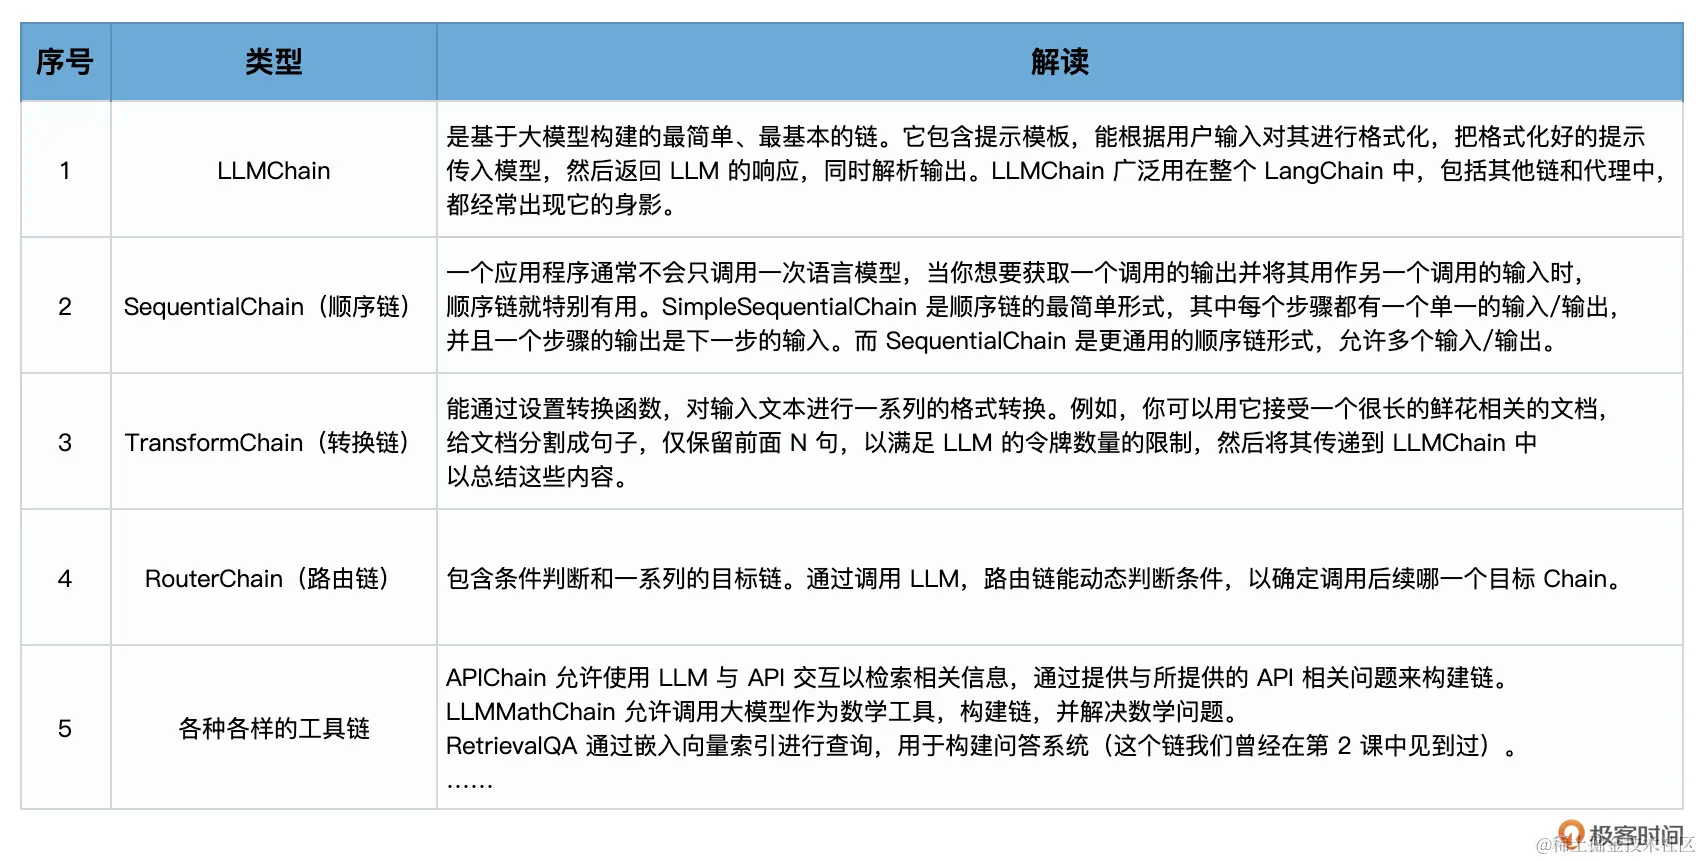 序号 类型 解读
1 LLMChain
是基于大模型构建的最简单、最基本的链。它包含提示模板，能根据用户输入对其进行格式化，把格式化好的提示
传入模型，然后返回 LLM 的响应，同时解析输出。LLMChain 广泛用在整个 LangChain 中，包括其他链和代理中，
都经常出现它的身影。
2 SequentialChain（顺序链）
一个应用程序通常不会只调用一次语言模型，当你想要获取一个调用的输出并将其用作另一个调用的输入时，
顺序链就特别有用。SimpleSequentialChain 是顺序链的最简单形式，其中每个步骤都有一个单一的输入/输出，
并且一个步骤的输出是下一步的输入。而 SequentialChain 是更通用的顺序链形式，允许多个输入/输出。
3 TransformChain（转换链）
能通过设置转换函数，对输入文本进行一系列的格式转换。例如，你可以用它接受一个很长的鲜花相关的文档，
给文档分割成句子，仅保留前面 N 句，以满足 LLM 的令牌数量的限制，然后将其传递到 LLMChain 中
以总结这些内容。
4 RouterChain（路由链）
包含条件判断和一系列的目标链。通过调用 LLM，路由链能动态判断条件，以确定调用后续哪一个目标 Chain。
5 各种各样的工具链
APIChain 允许使用 LLM 与 API 交互以检索相关信息，通过提供与所提供的 API 相关问题来构建链。
LLMMathChain 允许调用大模型作为数学工具，构建链，并解决数学问题。
RetrievalQA 通过嵌入向量索引进行查询，用于构建问答系统（这个链我们曾经在第 2 课中见到过）。
……
极客时间
@稀土掘金技术社区